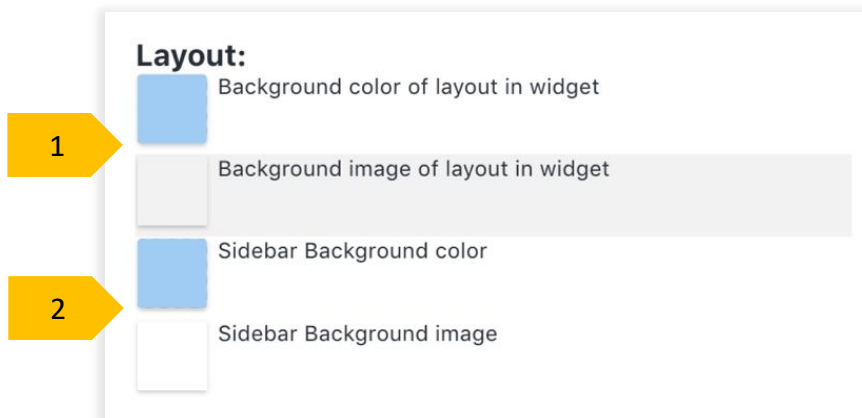 Layout:
Background color of layout in widget
1
Background image of layout in widget
Sidebar Background color
2
Sidebar Background image